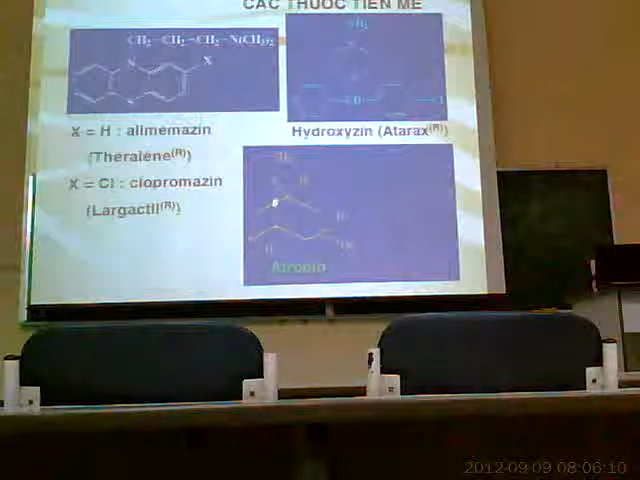 CÁC THUỐC TIỀN MÊ
CH₂–CH₂–CH₂–N(CH₃)2
N
X
X = H : alimemazin
(Theralène(R))
X = Cl : clopromazin
(Largactil(R))
Hydroxyzin (Atarax(R))
Atropin
2012-09-09 08:06:10